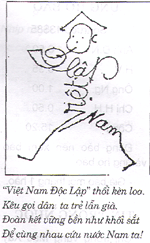 Độc
Lập
Việt
Nam
“Việt Nam Độc Lập” thổi kèn loa.
Kêu gọi dân ta trẻ lẫn già.
Đoàn kết vững bền như khối sắt
Để cùng nhau cứu nước Nam ta!